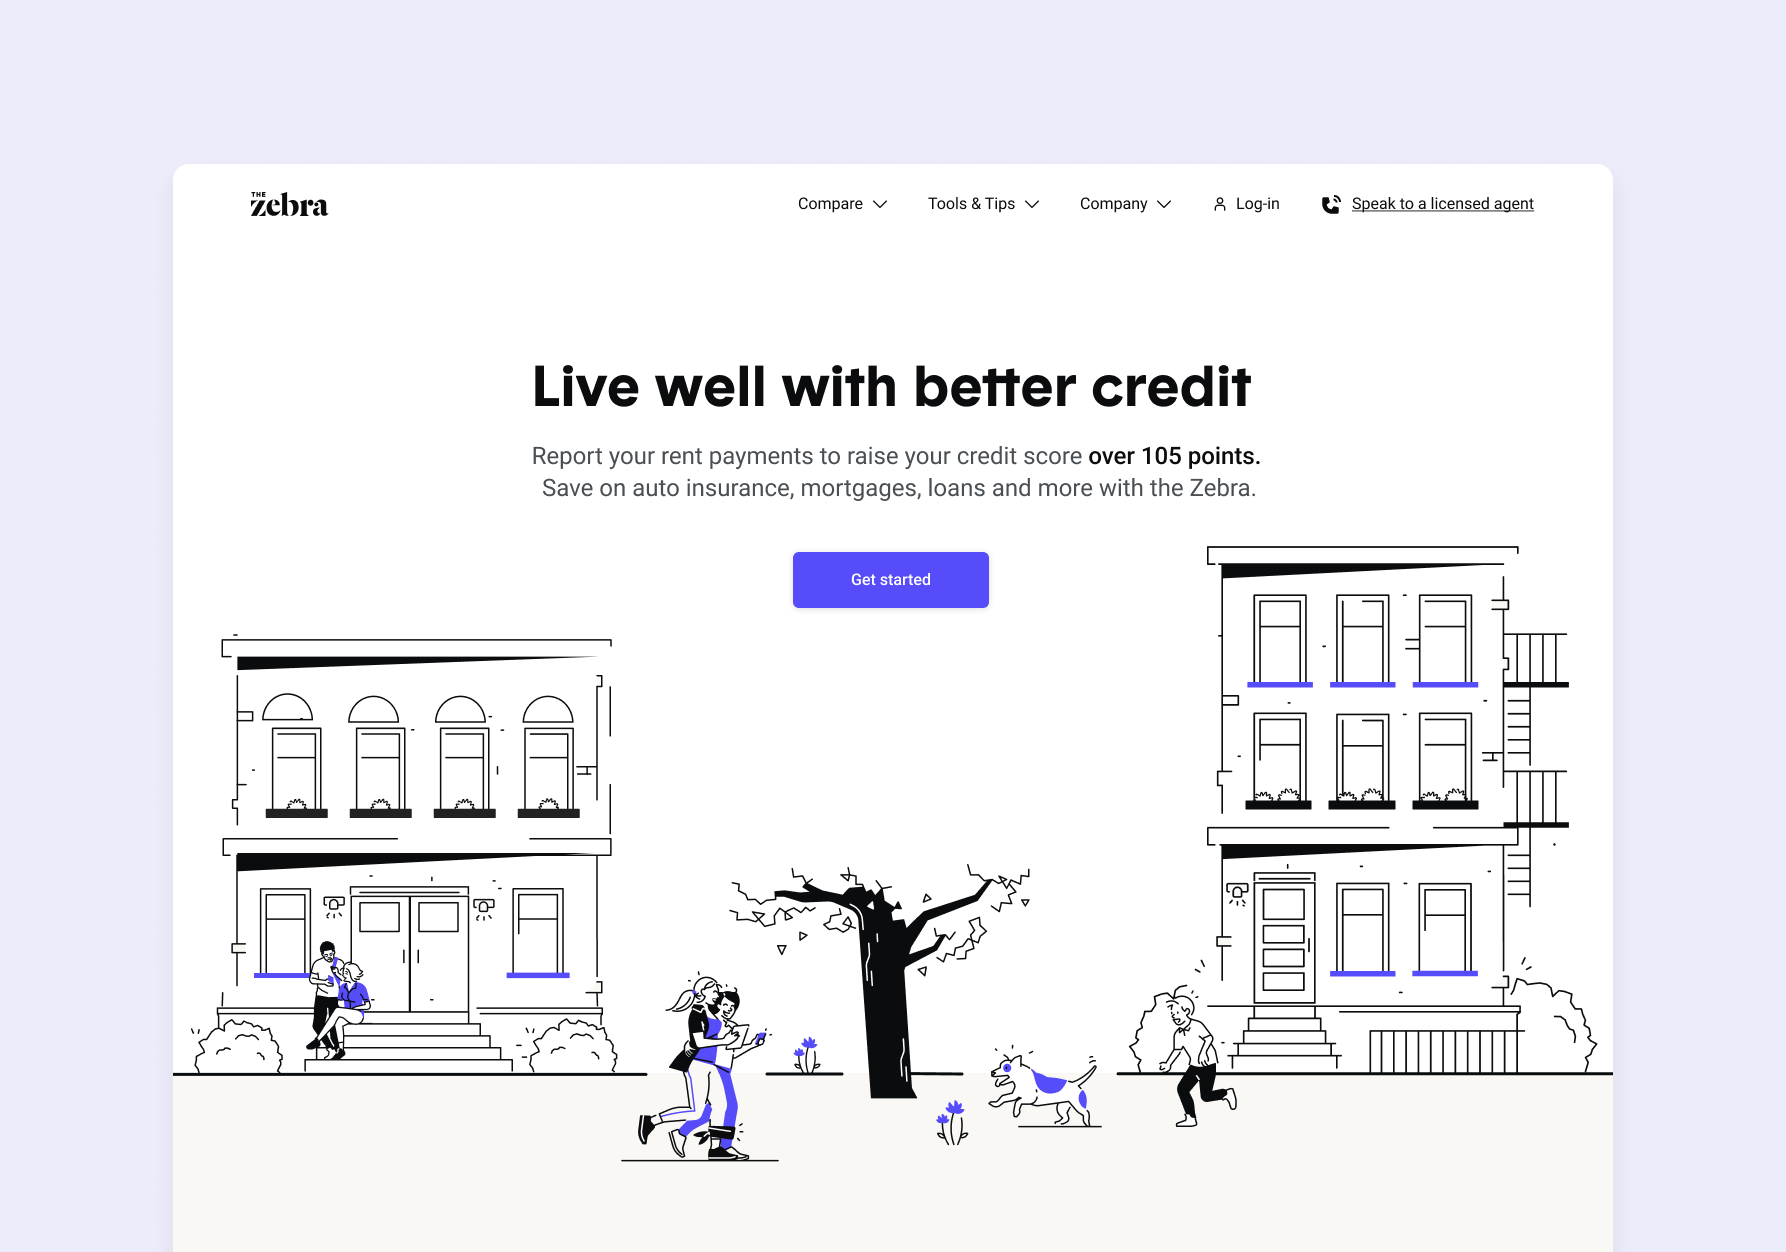 THE
zebra
Compare
Tools & Tips
Company
Log-in
Speak to a licensed agent
Live well with better credit
Report your rent payments to raise your credit score over 105 points.
Save on auto insurance, mortgages, loans and more with the Zebra.
Get started